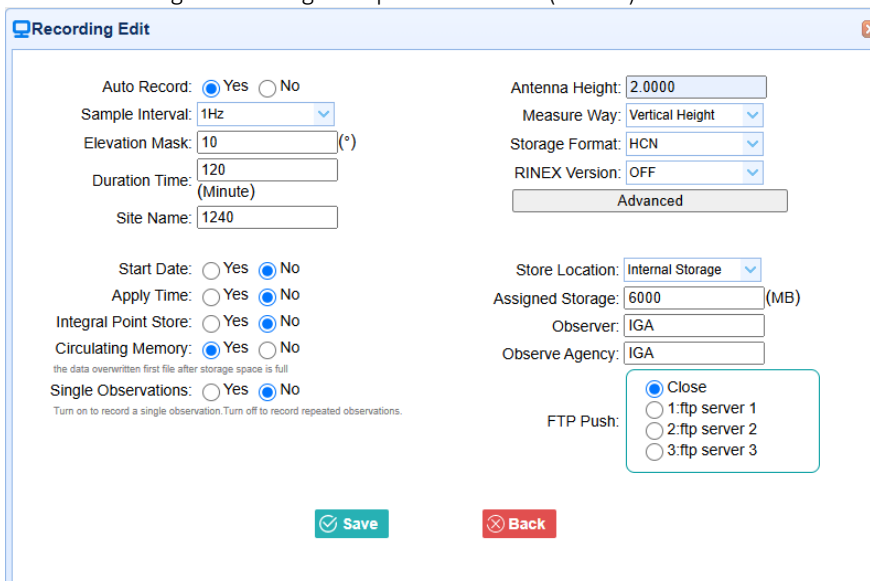 Recording Edit
Auto Record: Yes No
Sample Interval: 1Hz
Elevation Mask: 10 (°)
Duration Time: 120
(Minute)
Site Name: 1240
Antenna Height: 2.0000
Measure Way: Vertical Height
Storage Format: HCN
RINEX Version: OFF
Advanced
Start Date: Yes No
Apply Time: Yes No
Integral Point Store: Yes No
Circulating Memory: Yes No
the data overwritten first file after storage space is full
Single Observations: Yes No
Turn on to record a single observation.Turn off to record repeated observations.
Store Location: Internal Storage
Assigned Storage: 6000 (MB)
Observer: IGA
Observe Agency: IGA
FTP Push:
Close
1:ftp server 1
2:ftp server 2
3:ftp server 3
Save
Back